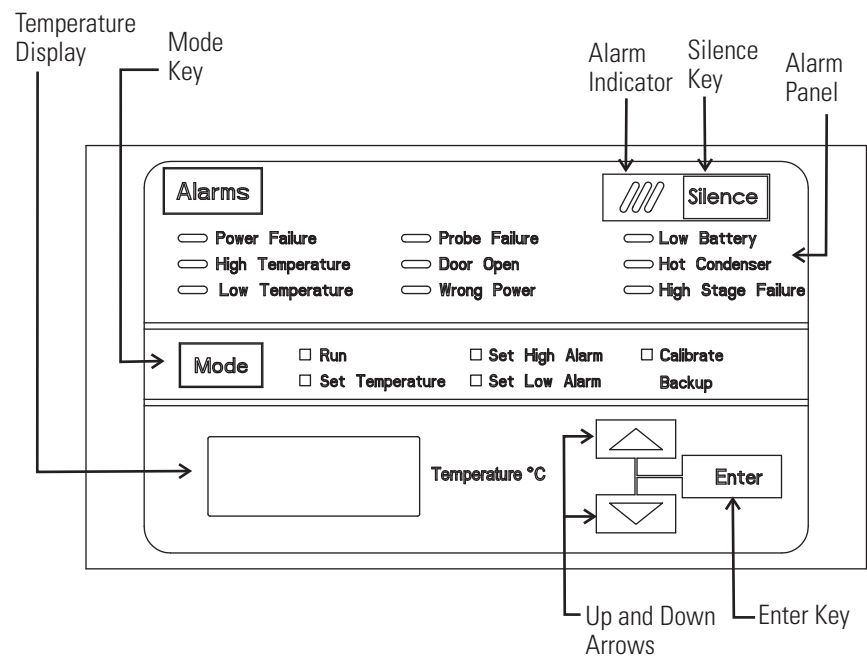 Temperature
Display
Mode
Key
Alarm
Indicator
Silence
Key
Alarm
Panel
Alarms
Silence
Power Failure
Probe Failure
Low Battery
High Temperature
Door Open
Hot Condenser
Low Temperature
Wrong Power
High Stage Failure
Mode
Run
Set High Alarm
Calibrate
Set Temperature
Set Low Alarm
Backup
Temperature °C
Enter
Up and Down
Arrows
Enter Key